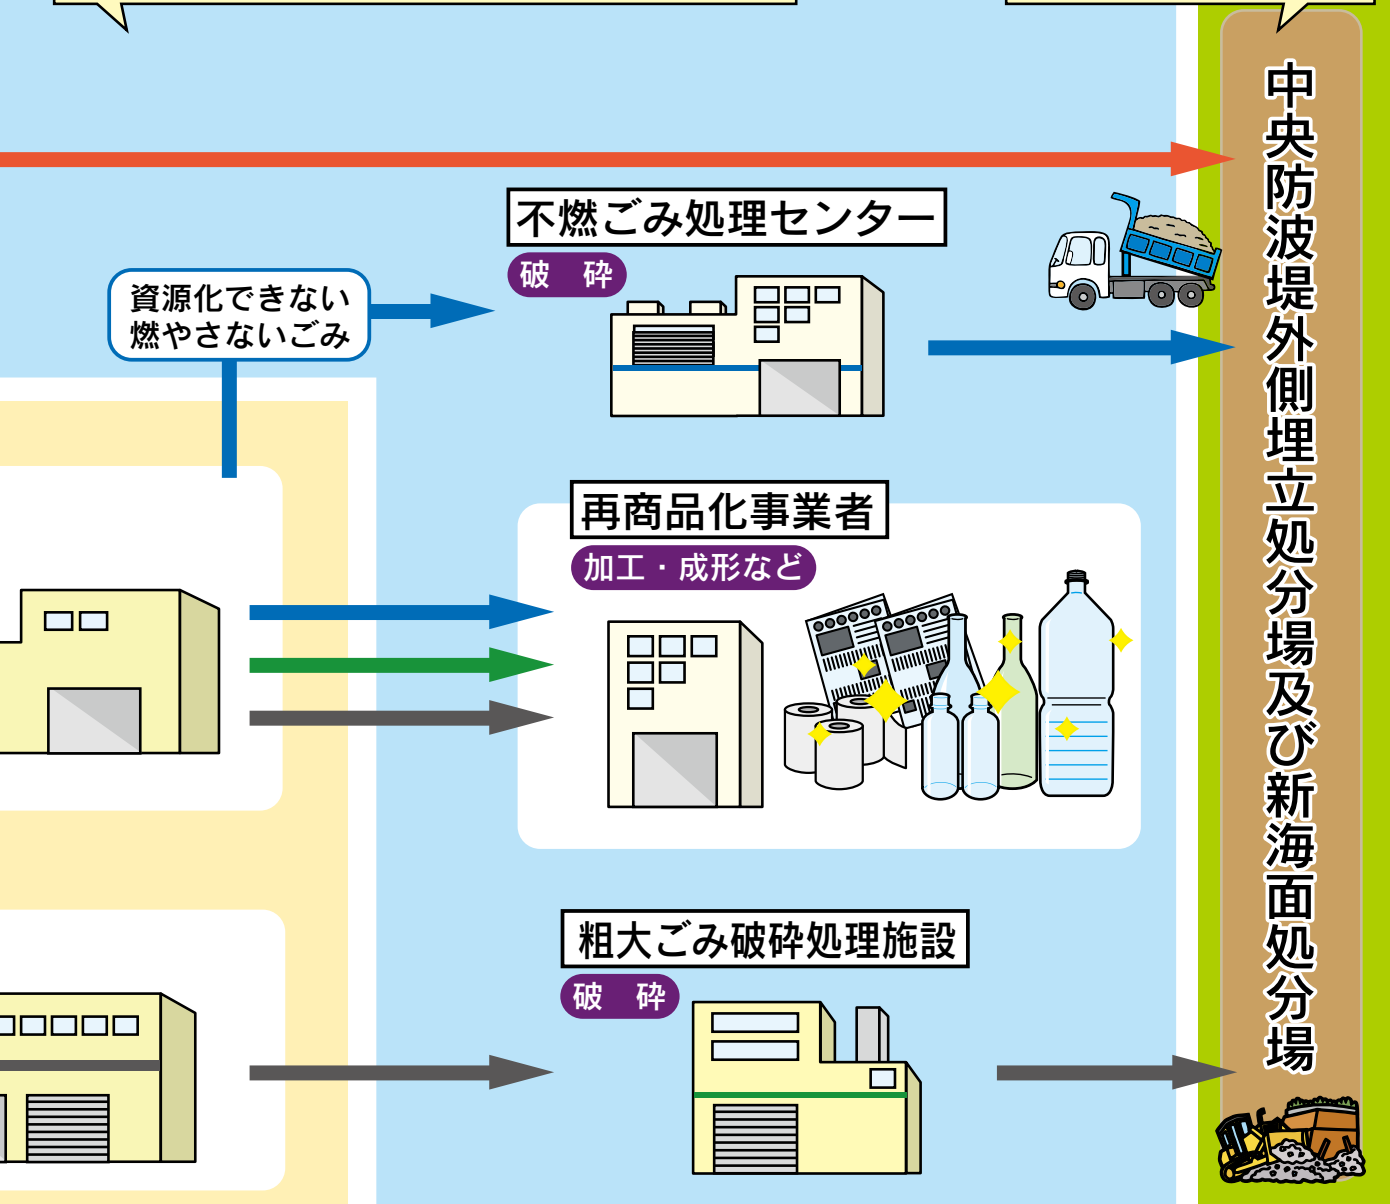 不燃ごみ処理センター
破　砕
資源化できない
燃やさないごみ
再商品化事業者
加工・成形など
粗大ごみ破砕処理施設
破　砕
中央防波堤外側埋立処分場及び新海面処分場